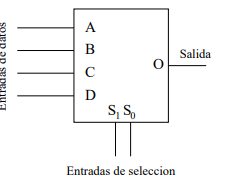 Entradas de datos
A
B
C
D
O
Salida
S1 S0
Entradas de seleccion